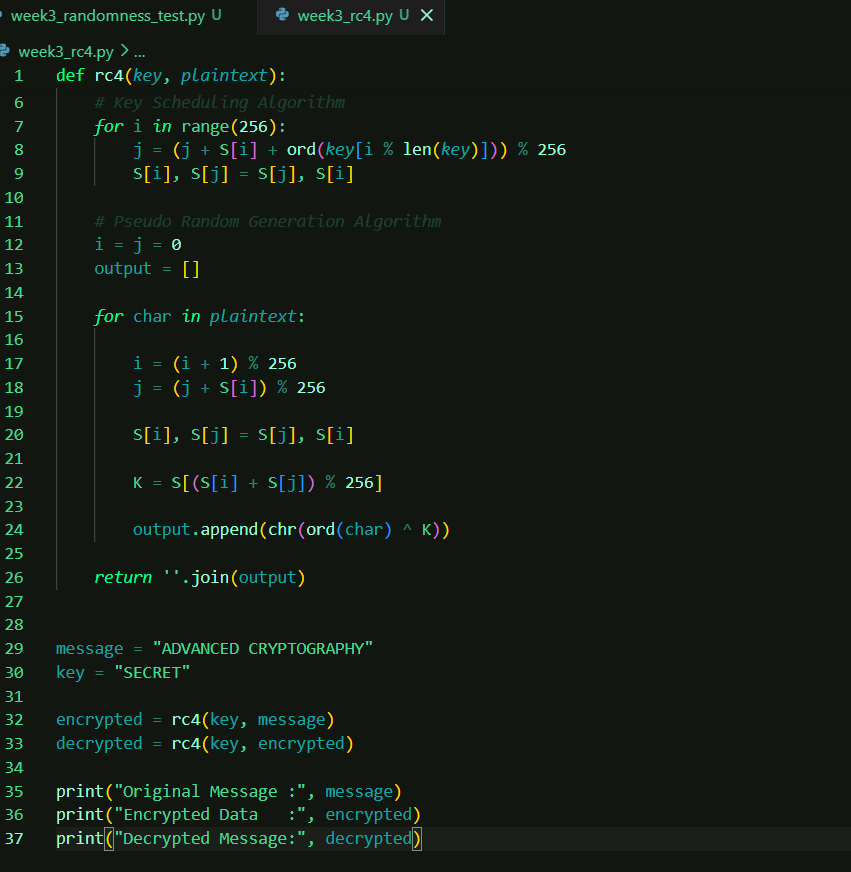 week3_randomness_test.py U
week3_rc4.py U
week3_rc4.py > ...
1 def rc4(key, plaintext):
6     # Key Scheduling Algorithm
7     for i in range(256):
8         j = (j + S[i] + ord(key[i % len(key)])) % 256
9         S[i], S[j] = S[j], S[i]
10
11     # Pseudo Random Generation Algorithm
12     i = j = 0
13     output = []
14
15     for char in plaintext:
16
17         i = (i + 1) % 256
18         j = (j + S[i]) % 256
19
20         S[i], S[j] = S[j], S[i]
21
22         K = S[(S[i] + S[j]) % 256]
23
24         output.append(chr(ord(char) ^ K))
25
26     return ''.join(output)
27
28
29 message = "ADVANCED CRYPTOGRAPHY"
30 key = "SECRET"
31
32 encrypted = rc4(key, message)
33 decrypted = rc4(key, encrypted)
34
35 print("Original Message :", message)
36 print("Encrypted Data   :", encrypted)
37 print("Decrypted Message:", decrypted)